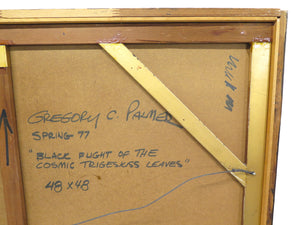 GREGORY C. PALMER
SPRING 77
"BLACK FLIGHT OF THE
COSMIC TRIGESKISS LEAVES"
48 x 48